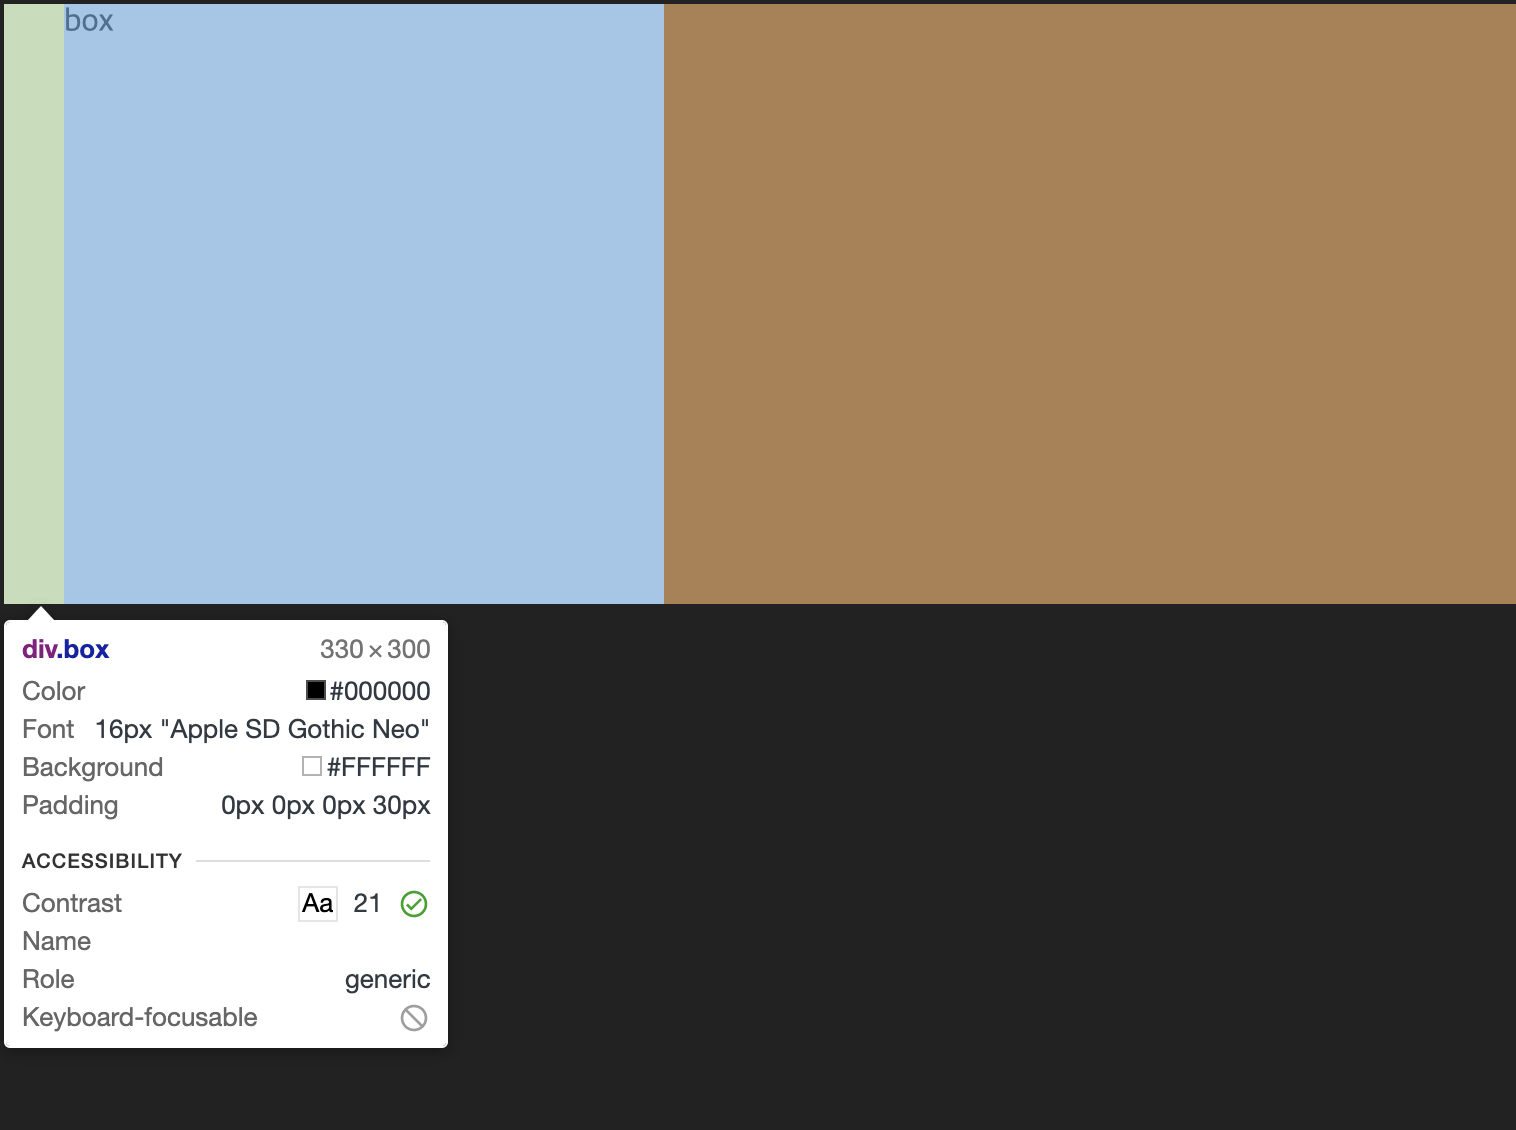 box
div.box 330 × 300
Color #000000
Font 16px "Apple SD Gothic Neo"
Background #FFFFFF
Padding 0px 0px 0px 30px
ACCESSIBILITY
Contrast Aa 21
Name
Role generic
Keyboard-focusable